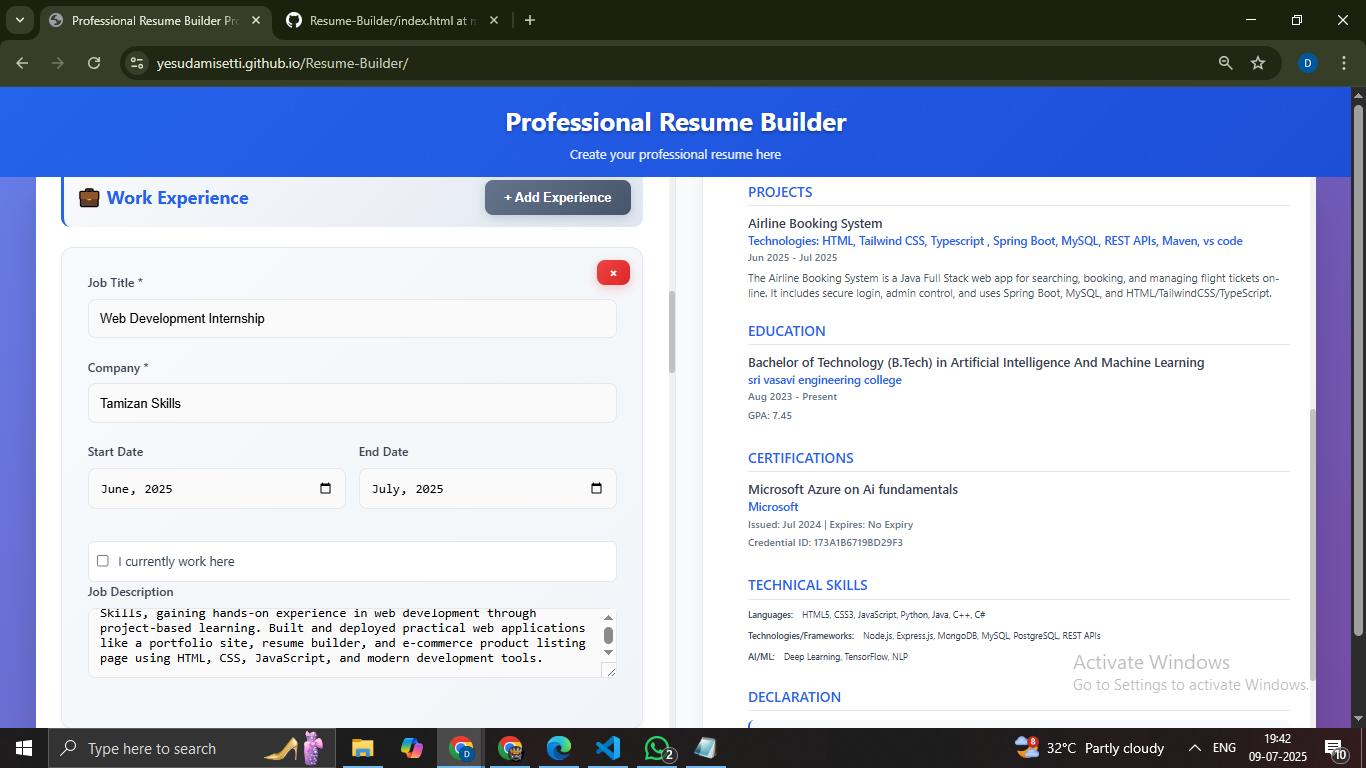 Professional Resume Builder Pr
Resume-Builder/index.html at m
yesudamisetti.github.io/Resume-Builder/
D
Professional Resume Builder
Create your professional resume here
Work Experience
+ Add Experience
Job Title *
Web Development Internship
Company *
Tamizan Skills
Start Date
End Date
June, 2025
July, 2025
I currently work here
Job Description
Skills, gaining hands-on experience in web development through
project-based learning. Built and deployed practical web applications
like a portfolio site, resume builder, and e-commerce product listing
page using HTML, CSS, JavaScript, and modern development tools.
PROJECTS
Airline Booking System
Technologies: HTML, Tailwind CSS, Typescript , Spring Boot, MySQL, REST APIs, Maven, vs code
Jun 2025 - Jul 2025
The Airline Booking System is a Java Full Stack web app for searching, booking, and managing flight tickets on-
line. It includes secure login, admin control, and uses Spring Boot, MySQL, and HTML/TailwindCSS/TypeScript.
EDUCATION
Bachelor of Technology (B.Tech) in Artificial Intelligence And Machine Learning
sri vasavi engineering college
Aug 2023 - Present
GPA: 7.45
CERTIFICATIONS
Microsoft Azure on Ai fundamentals
Microsoft
Issued: Jul 2024 | Expires: No Expiry
Credential ID: 173A1B6719BD29F3
TECHNICAL SKILLS
Languages: HTML5, CSS3, JavaScript, Python, Java, C++, C#
Technologies/Frameworks: Node.js, Express.js, MongoDB, MySQL, PostgreSQL, REST APIs
AI/ML: Deep Learning, TensorFlow, NLP
DECLARATION
Activate Windows
Go to Settings to activate Windows.
Type here to search
D
2
8
32°C Partly cloudy
ENG
19:42
09-07-2025
10